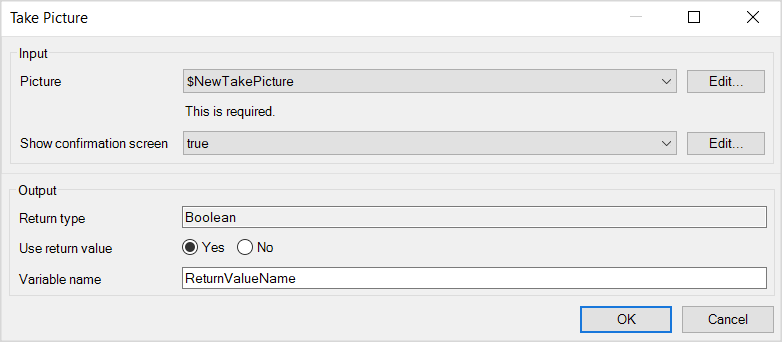 Take Picture
Input
Picture $NewTakePicture Edit...
This is required.
Show confirmation screen true Edit...
Output
Return type Boolean
Use return value Yes No
Variable name ReturnValueName
OK Cancel